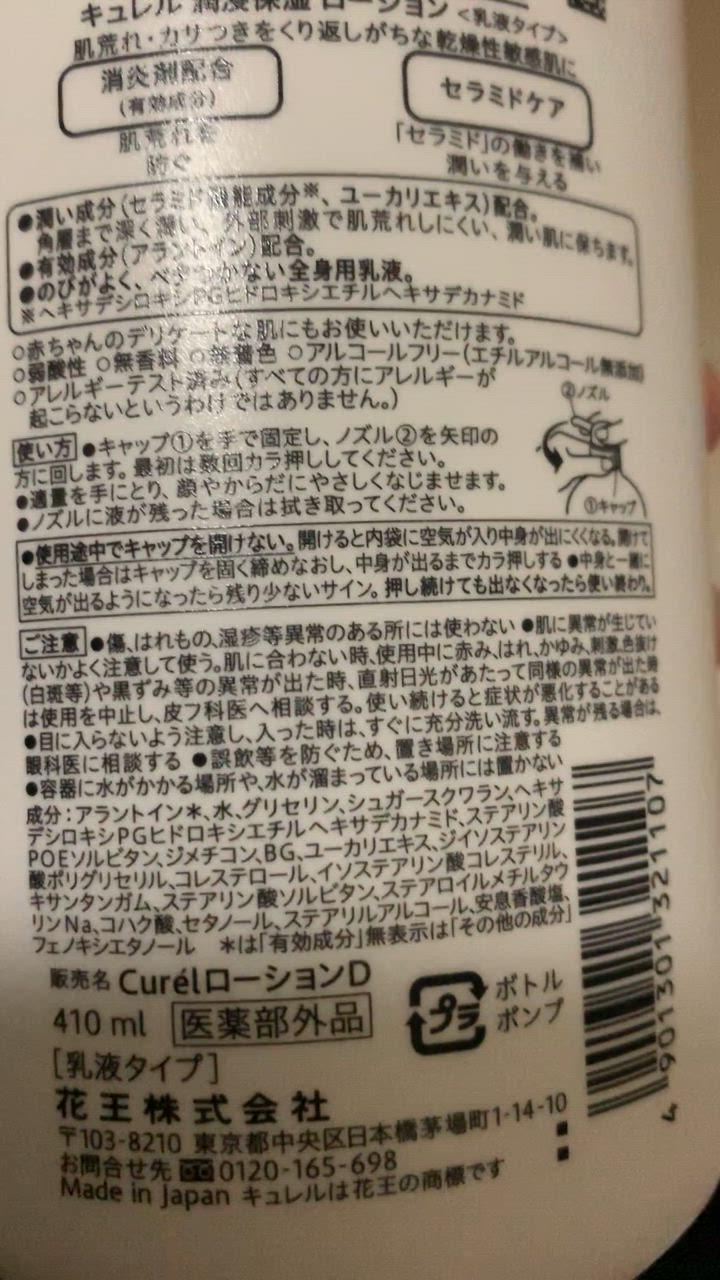 キュレル 潤浸保湿 ローション <乳液タイプ>
肌荒れ・カサつきをくり返しがちな乾燥性敏感肌に
消炎剤配合
(有効成分)
肌荒れを
防ぐ
セラミドケア
「セラミド」の働きを補い
潤いを与える
●潤い成分(セラミド機能成分※、ユーカリエキス)配合。
角層まで深く潤い、外部刺激で肌荒れしにくい、潤い肌に保ちます。
●有効成分(アラントイン)配合。
●のびがよく、べたつかない全身用乳液。
※ヘキサデシロキシPGヒドロキシエチルヘキサデカナミド
○赤ちゃんのデリケートな肌にもお使いいただけます。
○弱酸性 ○無香料 ○無着色 ○アルコールフリー(エチルアルコール無添加)
○アレルギーテスト済み(すべての方にアレルギーが
起こらないというわけではありません。)
②ノズル
①キャップ
使い方 ●キャップ①を手で固定し、ノズル②を矢印の
方に回します。最初は数回カラ押ししてください。
●適量を手にとり、顔やからだにやさしくなじませます。
●ノズルに液が残った場合は拭き取ってください。
●使用途中でキャップを開けない。開けると内袋に空気が入り中身が出にくくなる。開けて
しまった場合はキャップを固く締めなおし、中身が出るまでカラ押しする ●中身と一緒に
空気が出るようになったら残り少ないサイン。押し続けても出なくなったら使い終わり。
ご注意 ●傷、はれもの、湿疹等異常のある所には使わない ●肌に異常が生じてい
ないかよく注意して使う。肌に合わない時、使用中に赤み、はれ、かゆみ、刺激、色抜け
(白斑等)や黒ずみ等の異常が出た時、直射日光があたって同様の異常が出た時
は使用を中止し、皮フ科医へ相談する。使い続けると症状が悪化することがある
●目に入らないよう注意し、入った時は、すぐに充分洗い流す。異常が残る場合は、
眼科医に相談する ●誤飲等を防ぐため、置き場所に注意する
●容器に水がかかる場所や、水が溜まっている場所には置かない
成分:アラントイン*、水、グリセリン、シュガースクワラン、ヘキサ
デシロキシPGヒドロキシエチルヘキサデカナミド、ステアリン酸
POEソルビタン、ジメチコン、BG、ユーカリエキス、ジイソステアリン
酸ポリグリセリル、コレステロール、イソステアリン酸コレステリル、
キサンタンガム、ステアリン酸ソルビタン、ステアロイルメチルタウ
リンNa、コハク酸、セタノール、ステアリルアルコール、安息香酸塩、
フェノキシエタノール *は「有効成分」無表示は「その他の成分」
販売名 CurélローションD
410 ml 医薬部外品
プラ
ボトル
ポンプ
[乳液タイプ]
花王株式会社
〒103-8210 東京都中央区日本橋茅場町1-14-10
お問合せ先 0120-165-698
Made in Japan キュレルは花王の商標です
4 901301 321107